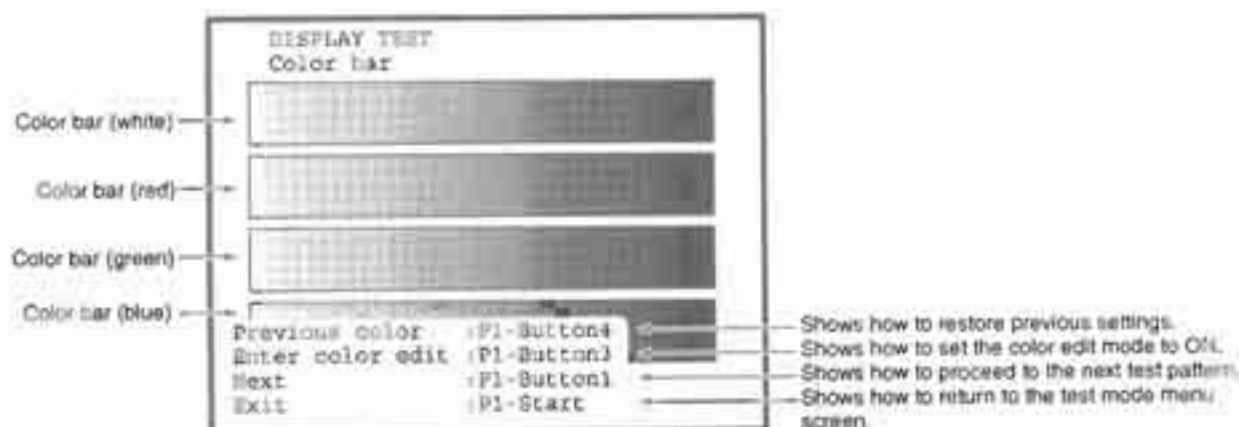 DISPLAY TEST
Color bar
Color bar (white)
Color bar (red)
Color bar (green)
Color bar (blue)
Previous color :P1-Button4
Enter color edit :P1-Button3
Next :P1-Button1
Exit :P1-Start
Shows how to restore previous settings.
Shows how to set the color edit mode to ON.
Shows how to proceed to the next test pattern.
Shows how to return to the test mode menu
screen.